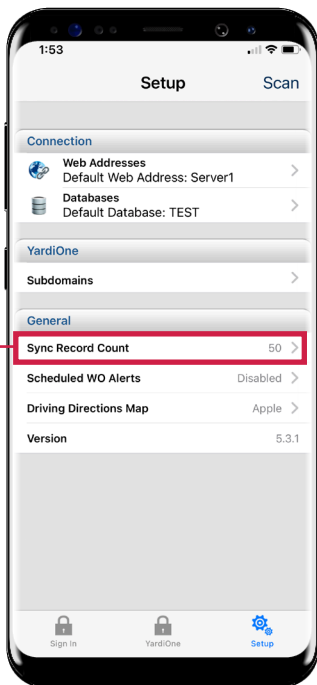 1:53
Setup
Scan
Connection
Web Addresses
Default Web Address: Server1
Databases
Default Database: TEST
YardiOne
Subdomains
General
Sync Record Count 50
Scheduled WO Alerts Disabled
Driving Directions Map Apple
Version 5.3.1
Sign In YardiOne Setup